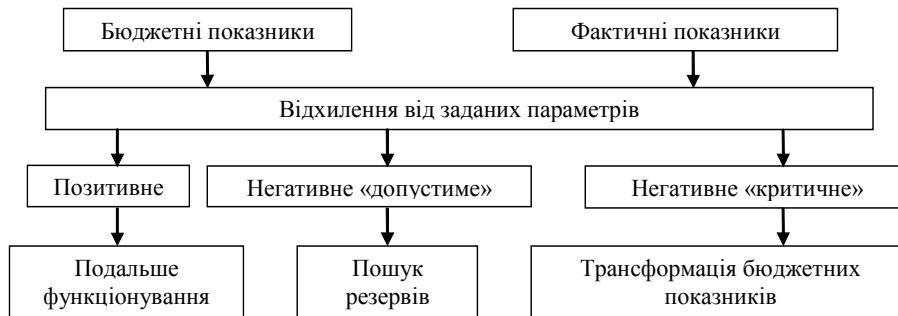 Бюджетні показники
Фактичні показники
Відхилення від заданих параметрів
Позитивне
Негативне «допустиме»
Негативне «критичне»
Подальше
функціонування
Пошук
резервів
Трансформація бюджетних
показників